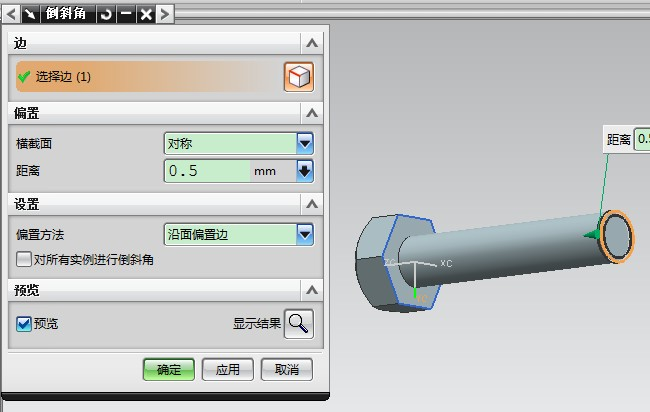 倒斜角
边
选择边 (1)
偏置
横截面 对称
距离 0.5 mm
设置
偏置方法 沿面偏置边
对所有实例进行倒斜角
预览
预览 显示结果
确定 应用 取消
距离 0.
XC